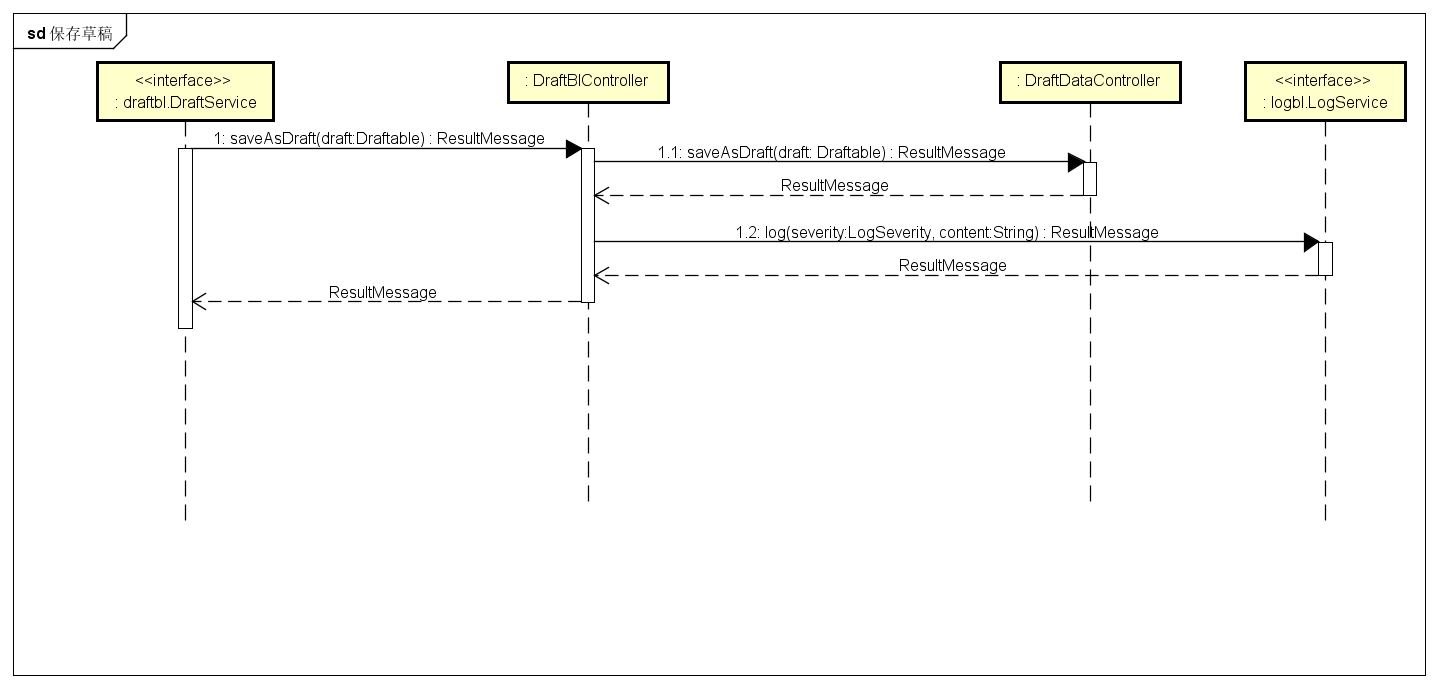 sd 保存草稿
<<interface>>
: draftbl.DraftService
: DraftBlController
: DraftDataController
<<interface>>
: logbl.LogService
1: saveAsDraft(draft:Draftable) : ResultMessage
1.1: saveAsDraft(draft: Draftable) : ResultMessage
ResultMessage
1.2: log(severity:LogSeverity, content:String) : ResultMessage
ResultMessage
ResultMessage